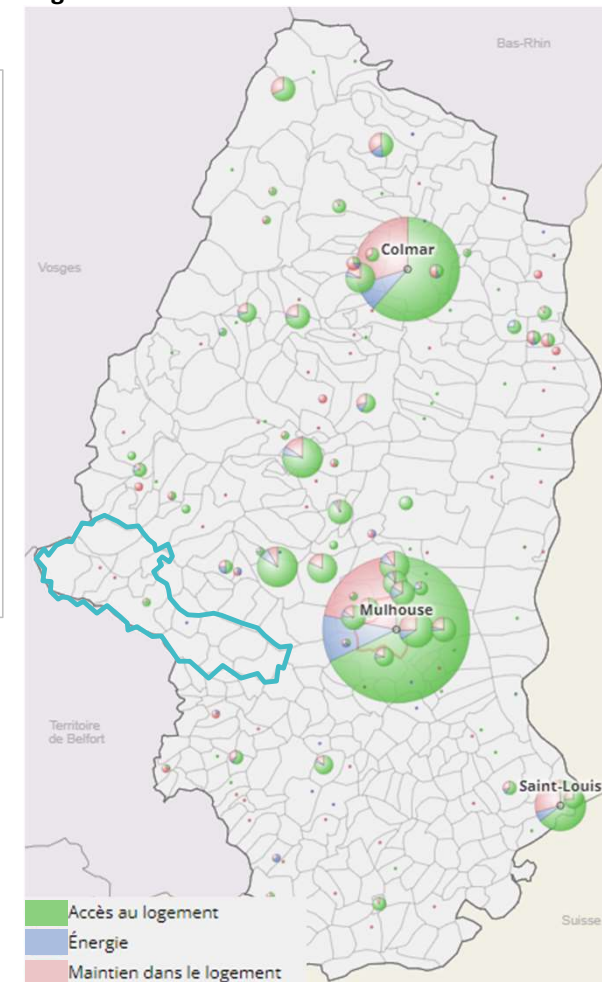 Bas-Rhin
Colmar
Vosges
Mulhouse
Territoire
de Belfort
Saint-Louis
Suisse
Accès au logement
Énergie
Maintien dans le logement